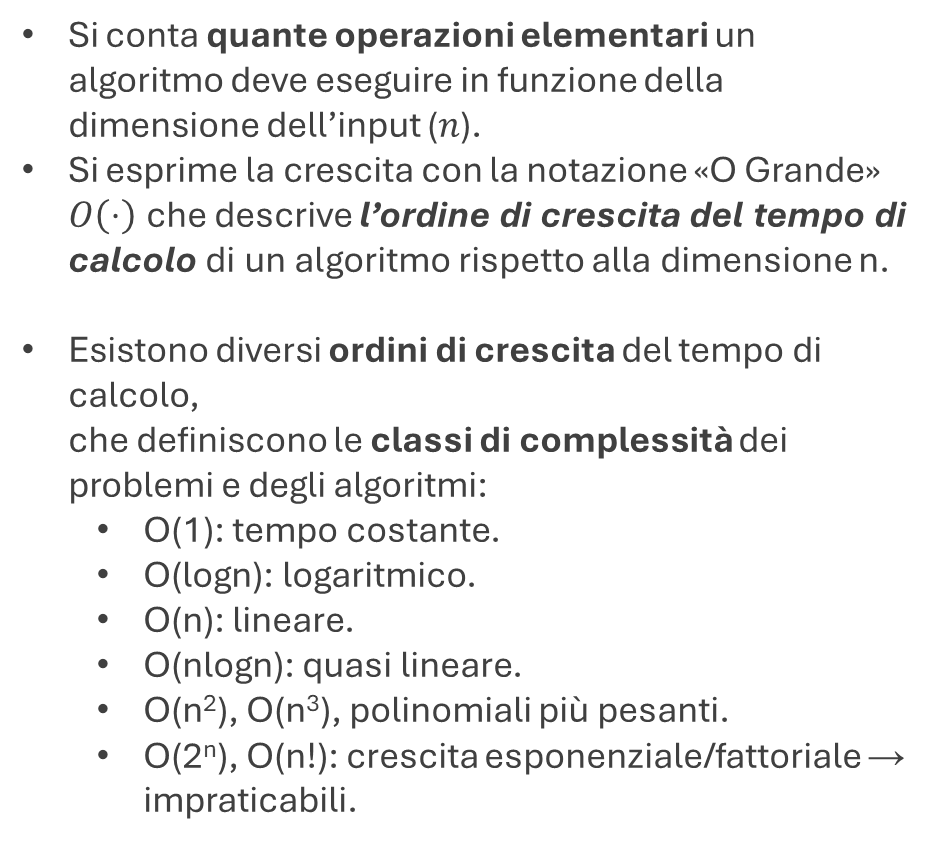 • Si conta quante operazioni elementari un
algoritmo deve eseguire in funzione della
dimensione dell’input (𝑛).
• Si esprime la crescita con la notazione «O Grande»
𝑂(·) che descrive l’ordine di crescita del tempo di
calcolo di un algoritmo rispetto alla dimensione n.
• Esistono diversi ordini di crescita del tempo di
calcolo,
che definiscono le classi di complessità dei
problemi e degli algoritmi:
• O(1): tempo costante.
• O(logn): logaritmico.
• O(n): lineare.
• O(nlogn): quasi lineare.
• O(n²), O(n³), polinomiali più pesanti.
• O(2ⁿ), O(n!): crescita esponenziale/fattoriale →
impraticabili.